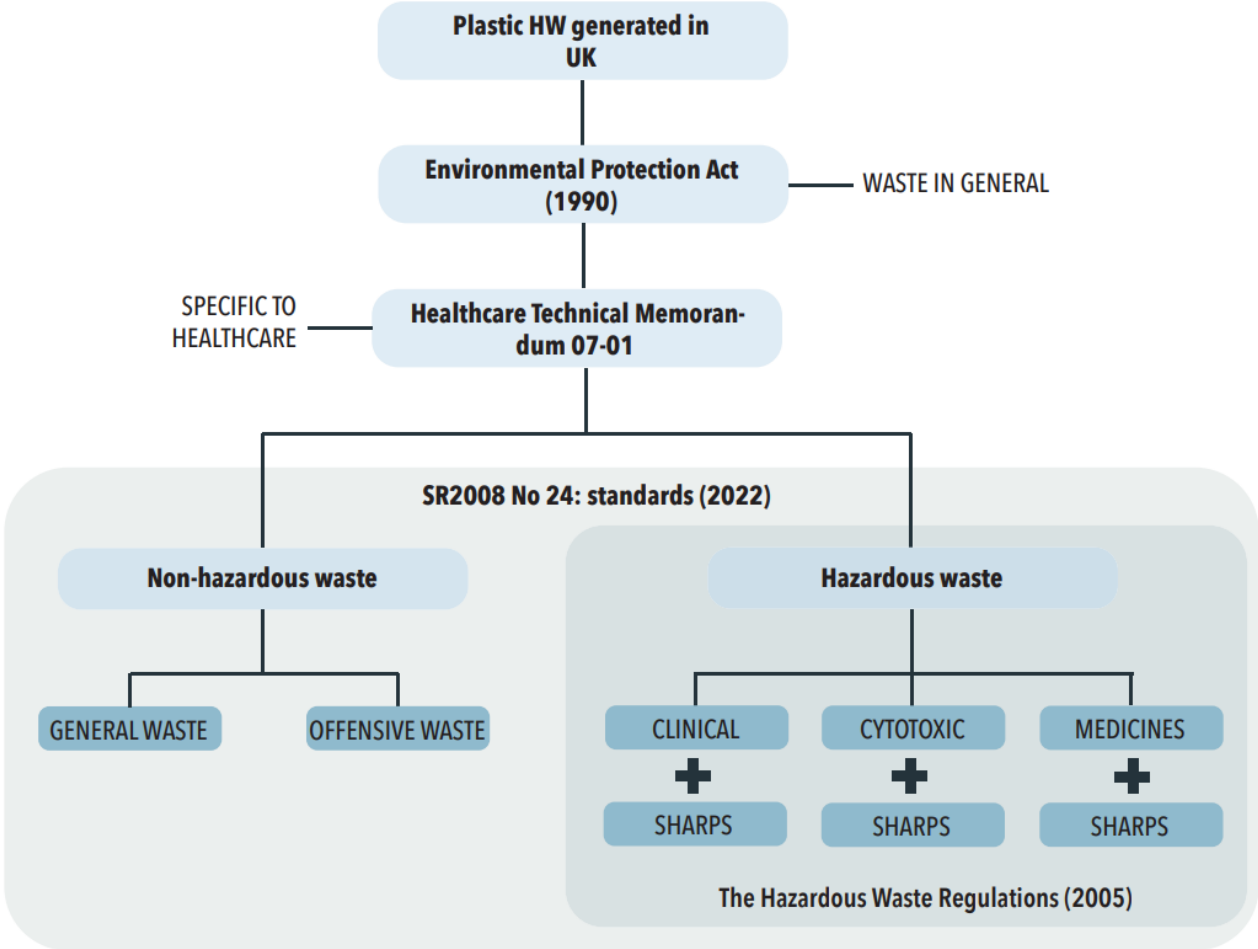 Plastic HW generated in
UK
Environmental Protection Act
(1990)
WASTE IN GENERAL
SPECIFIC TO
HEALTHCARE
Healthcare Technical Memoran-
dum 07-01
SR2008 No 24: standards (2022)
Non-hazardous waste
Hazardous waste
GENERAL WASTE
OFFENSIVE WASTE
CLINICAL
CYTOTOXIC
MEDICINES
SHARPS
SHARPS
SHARPS
The Hazardous Waste Regulations (2005)